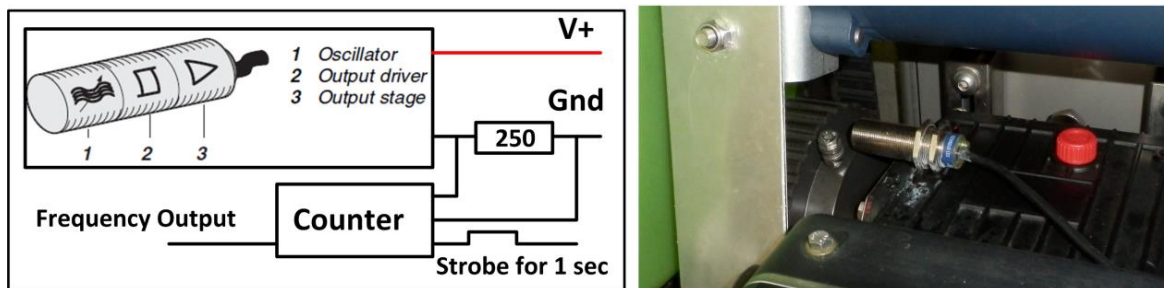 V+
1 Oscillator
2 Output driver
3 Output stage
1 2 3
Gnd
250
Counter
Frequency Output
Strobe for 1 sec